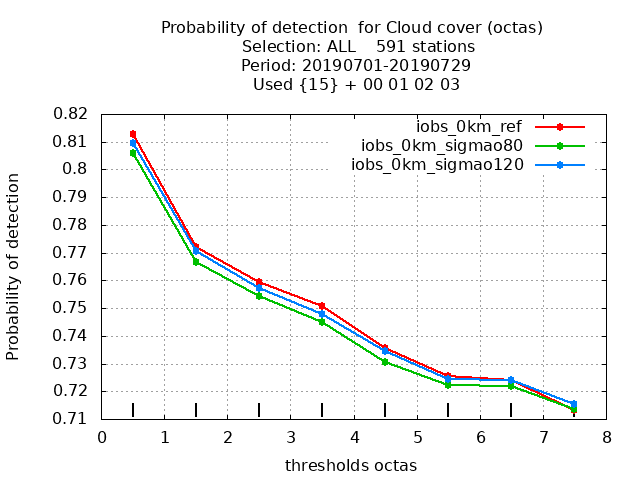 Probability of detection  for Cloud cover (octas)
Selection: ALL    591 stations
Period: 20190701-20190729
Used {15} + 00 01 02 03
Probability of detection
0.82
0.81
0.8
0.79
0.78
0.77
0.76
0.75
0.74
0.73
0.72
0.71
iobs_0km_ref
iobs_0km_sigmao80
iobs_0km_sigmao120
0 1 2 3 4 5 6 7 8
thresholds octas